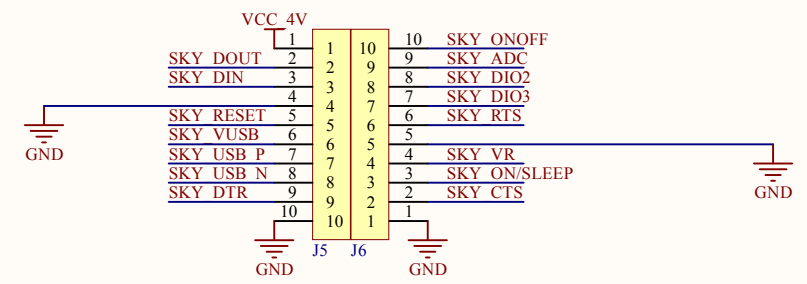 VCC_4V
1 1 10 10 SKY_ONOFF
SKY_DOUT 2 2 9 9 SKY_ADC
SKY_DIN 3 3 8 8 SKY_DIO2
4 4 7 7 SKY_DIO3
SKY_RESET 5 5 6 6 SKY_RTS
SKY_VUSB 6 6 5 5
SKY_USB_P 7 7 4 4 SKY_VR
SKY_USB_N 8 8 3 3 SKY_ON/SLEEP
SKY_DTR 9 9 2 2 SKY_CTS
10 10 1 1
GND
GND
J5 J6
GND
GND